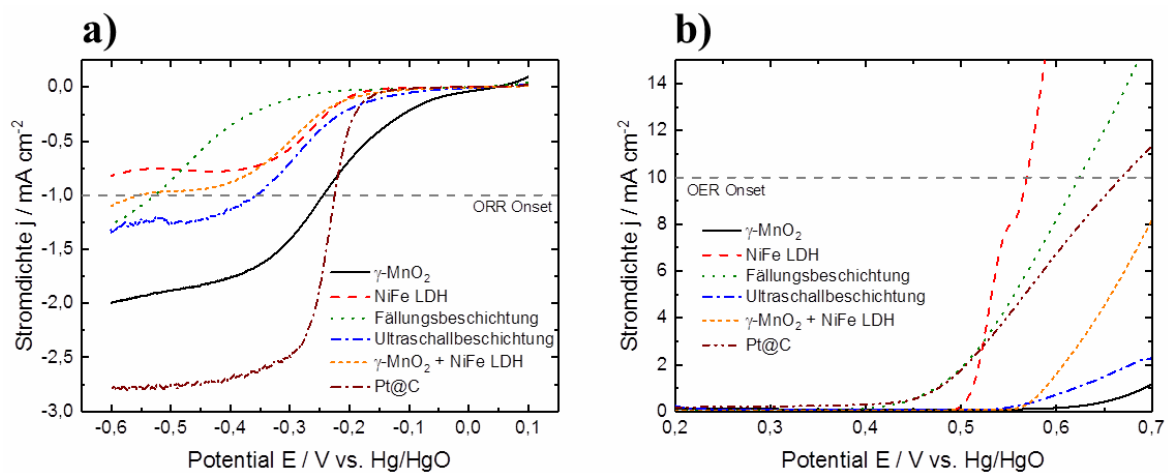 a)
0,0
-0,5
-1,0
-1,5
-2,0
-2,5
-3,0
Stromdichte j / mA cm⁻²
ORR Onset
γ-MnO₂
NiFe LDH
Fällungsbeschichtung
Ultraschallbeschichtung
γ-MnO₂ + NiFe LDH
Pt@C
-0,6 -0,5 -0,4 -0,3 -0,2 -0,1 0,0 0,1
Potential E / V vs. Hg/HgO
b)
14
12
10
8
6
4
2
0
Stromdichte j / mA cm⁻²
OER Onset
γ-MnO₂
NiFe LDH
Fällungsbeschichtung
Ultraschallbeschichtung
γ-MnO₂ + NiFe LDH
Pt@C
0,2 0,3 0,4 0,5 0,6 0,7
Potential E / V vs. Hg/HgO